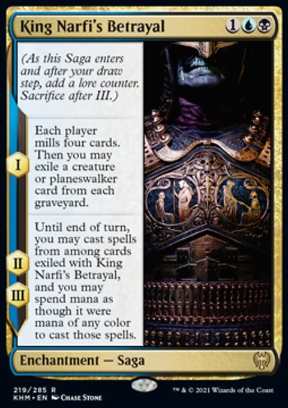 King Narfi's Betrayal 1
(As this Saga enters
and after your draw
step, add a lore counter.
Sacrifice after III.)
I
Each player
mills four cards.
Then you may
exile a creature
or planeswalker
card from each
graveyard.
II
III
Until end of turn,
you may cast spells
from among cards
exiled with King
Narfi's Betrayal,
and you may
spend mana as
though it were
mana of any color
to cast those spells.
Enchantment — Saga
219/285 R
KHM • EN Chase Stone
™ & © 2021 Wizards of the Coast